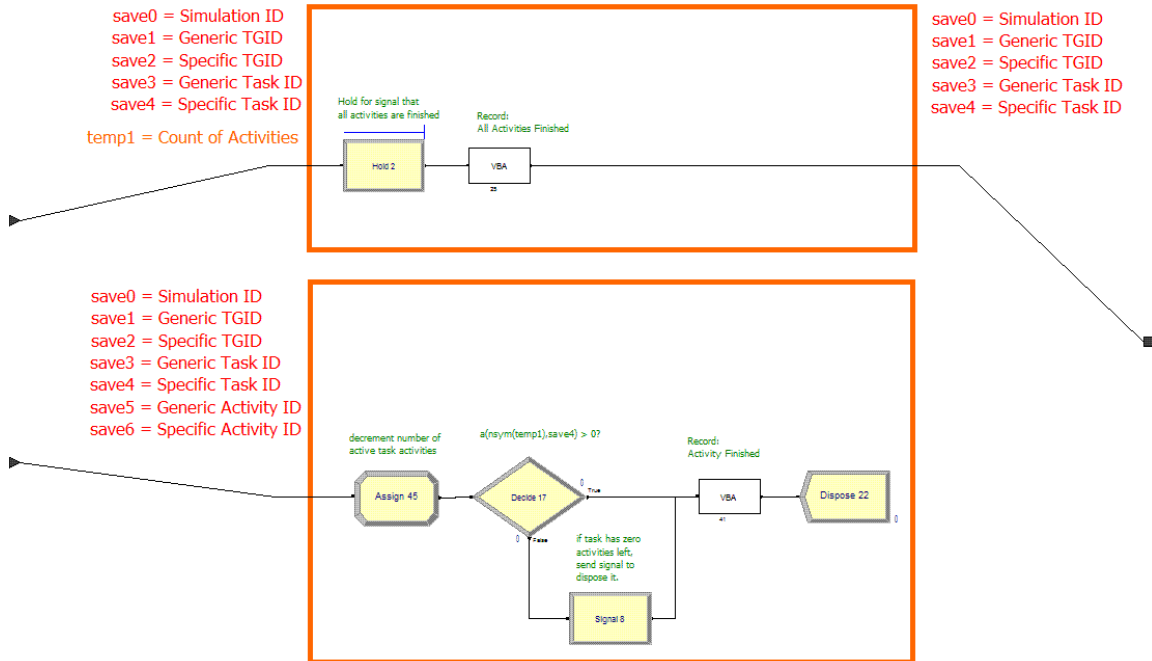 save0 = Simulation ID
save1 = Generic TGID
save2 = Specific TGID
save3 = Generic Task ID
save4 = Specific Task ID
temp1 = Count of Activities
Hold for signal that
all activities are finished
Hold 2
Record:
All Activities Finished
VBA
25
save0 = Simulation ID
save1 = Generic TGID
save2 = Specific TGID
save3 = Generic Task ID
save4 = Specific Task ID
save0 = Simulation ID
save1 = Generic TGID
save2 = Specific TGID
save3 = Generic Task ID
save4 = Specific Task ID
save5 = Generic Activity ID
save6 = Specific Activity ID
decrement number of
active task activities
Assign 45
a(nsym(temp1),save4) > 0?
Decide 17
0
True
0
False
if task has zero
activities left,
send signal to
dispose it.
Signal 8
Record:
Activity Finished
VBA
41
Dispose 22
0